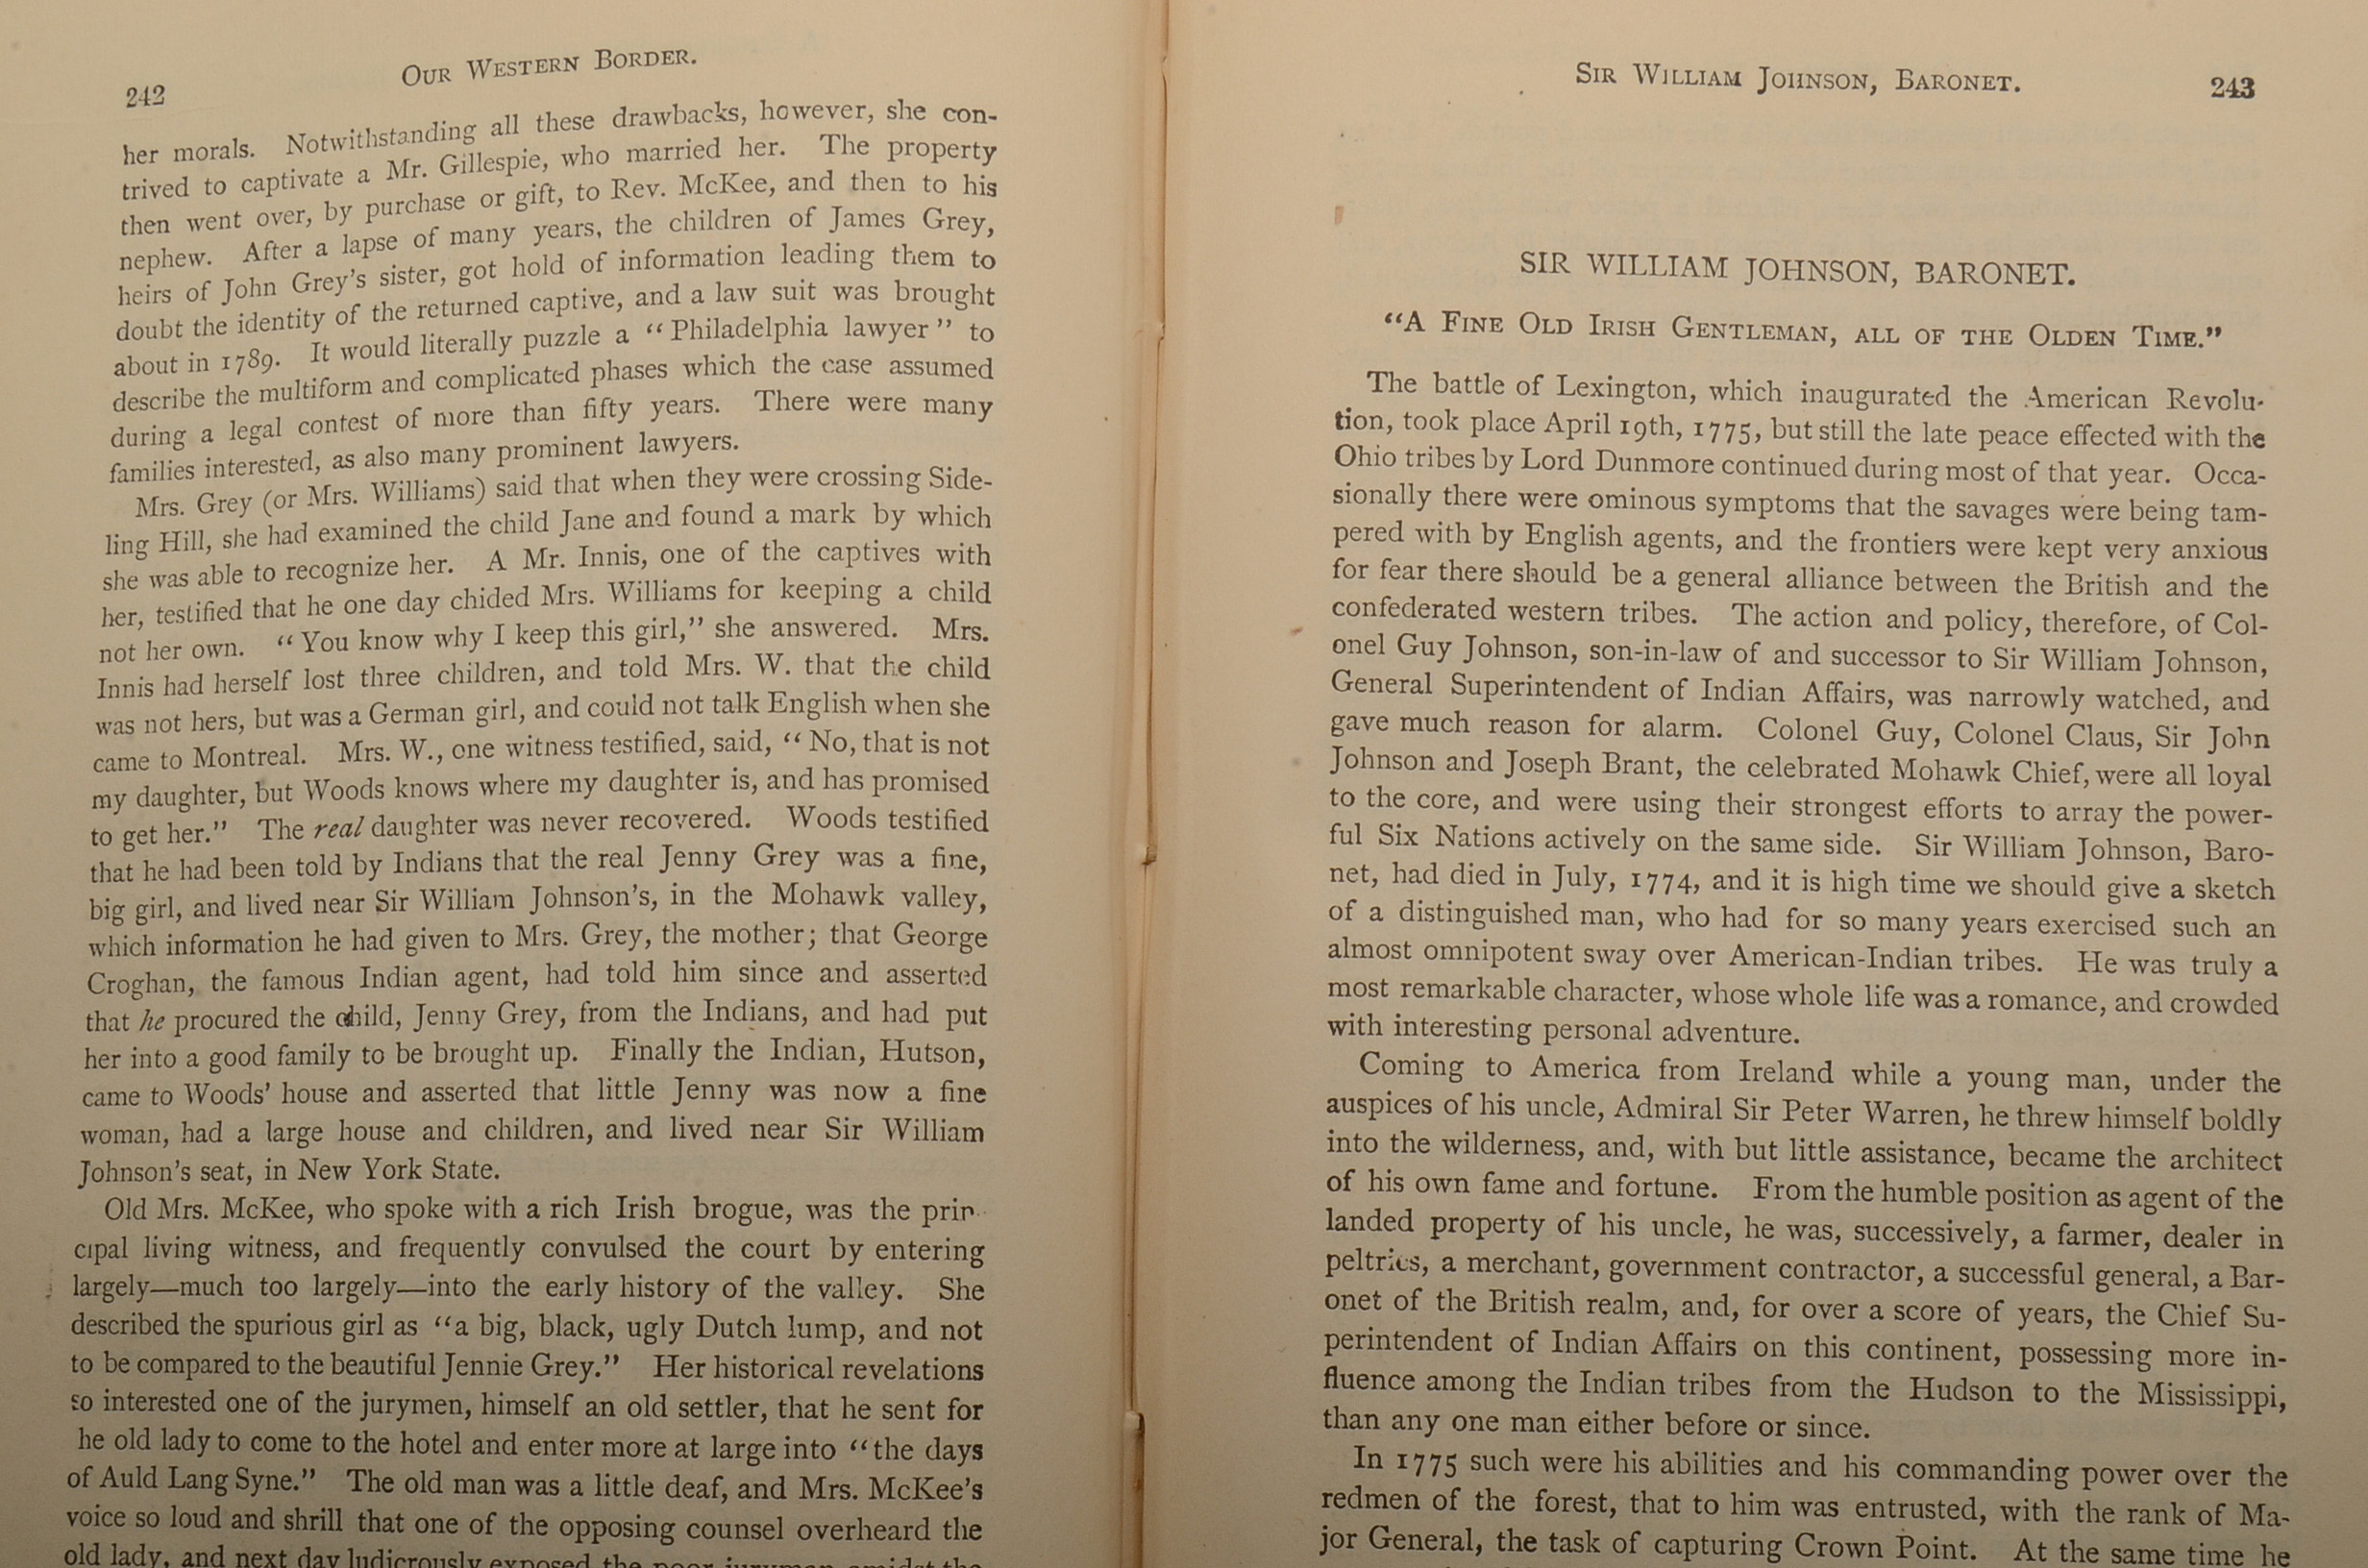 242
OUR WESTERN BORDER.
her morals. Notwithstanding all these drawbacks, however, she con-
trived to captivate a Mr. Gillespie, who married her. The property
then went over, by purchase or gift, to Rev. McKee, and then to his
nephew. After a lapse of many years, the children of James Grey,
heirs of John Grey's sister, got hold of information leading them to
doubt the identity of the returned captive, and a law suit was brought
about in 1789. It would literally puzzle a “Philadelphia lawyer” to
describe the multiform and complicated phases which the case assumed
during a legal contest of more than fifty years. There were many
families interested, as also many prominent lawyers.
Mrs. Grey (or Mrs. Williams) said that when they were crossing Side-
ling Hill, she had examined the child Jane and found a mark by which
she was able to recognize her. A Mr. Innis, one of the captives with
her, testified that he one day chided Mrs. Williams for keeping a child
not her own. “You know why I keep this girl,” she answered. Mrs.
Innis had herself lost three children, and told Mrs. W. that the child
was not hers, but was a German girl, and could not talk English when she
came to Montreal. Mrs. W., one witness testified, said, “No, that is not
my daughter, but Woods knows where my daughter is, and has promised
to get her.” The real daughter was never recovered. Woods testified
that he had been told by Indians that the real Jenny Grey was a fine,
big girl, and lived near Sir William Johnson's, in the Mohawk valley,
which information he had given to Mrs. Grey, the mother; that George
Croghan, the famous Indian agent, had told him since and asserted
that he procured the child, Jenny Grey, from the Indians, and had put
her into a good family to be brought up. Finally the Indian, Hutson,
came to Woods' house and asserted that little Jenny was now a fine
woman, had a large house and children, and lived near Sir William
Johnson's seat, in New York State.
Old Mrs. McKee, who spoke with a rich Irish brogue, was the prin-
cipal living witness, and frequently convulsed the court by entering
largely—much too largely—into the early history of the valley. She
described the spurious girl as “a big, black, ugly Dutch lump, and not
to be compared to the beautiful Jennie Grey.” Her historical revelations
so interested one of the jurymen, himself an old settler, that he sent for
he old lady to come to the hotel and enter more at large into “the days
of Auld Lang Syne.” The old man was a little deaf, and Mrs. McKee's
voice so loud and shrill that one of the opposing counsel overheard the
old lady, and next day ludicrously exposed the poor juryman amidst the
SIR WILLIAM JOHNSON, BARONET.
243
SIR WILLIAM JOHNSON, BARONET.
“A FINE OLD IRISH GENTLEMAN, ALL OF THE OLDEN TIME.”
The battle of Lexington, which inaugurated the American Revolu-
tion, took place April 19th, 1775, but still the late peace effected with the
Ohio tribes by Lord Dunmore continued during most of that year. Occa-
sionally there were ominous symptoms that the savages were being tam-
pered with by English agents, and the frontiers were kept very anxious
for fear there should be a general alliance between the British and the
confederated western tribes. The action and policy, therefore, of Col-
onel Guy Johnson, son-in-law of and successor to Sir William Johnson,
General Superintendent of Indian Affairs, was narrowly watched, and
gave much reason for alarm. Colonel Guy, Colonel Claus, Sir John
Johnson and Joseph Brant, the celebrated Mohawk Chief, were all loyal
to the core, and were using their strongest efforts to array the power-
ful Six Nations actively on the same side. Sir William Johnson, Baro-
net, had died in July, 1774, and it is high time we should give a sketch
of a distinguished man, who had for so many years exercised such an
almost omnipotent sway over American-Indian tribes. He was truly a
most remarkable character, whose whole life was a romance, and crowded
with interesting personal adventure.
Coming to America from Ireland while a young man, under the
auspices of his uncle, Admiral Sir Peter Warren, he threw himself boldly
into the wilderness, and, with but little assistance, became the architect
of his own fame and fortune. From the humble position as agent of the
landed property of his uncle, he was, successively, a farmer, dealer in
peltries, a merchant, government contractor, a successful general, a Bar-
onet of the British realm, and, for over a score of years, the Chief Su-
perintendent of Indian Affairs on this continent, possessing more in-
fluence among the Indian tribes from the Hudson to the Mississippi,
than any one man either before or since.
In 1775 such were his abilities and his commanding power over the
redmen of the forest, that to him was entrusted, with the rank of Ma-
jor General, the task of capturing Crown Point. At the same time he